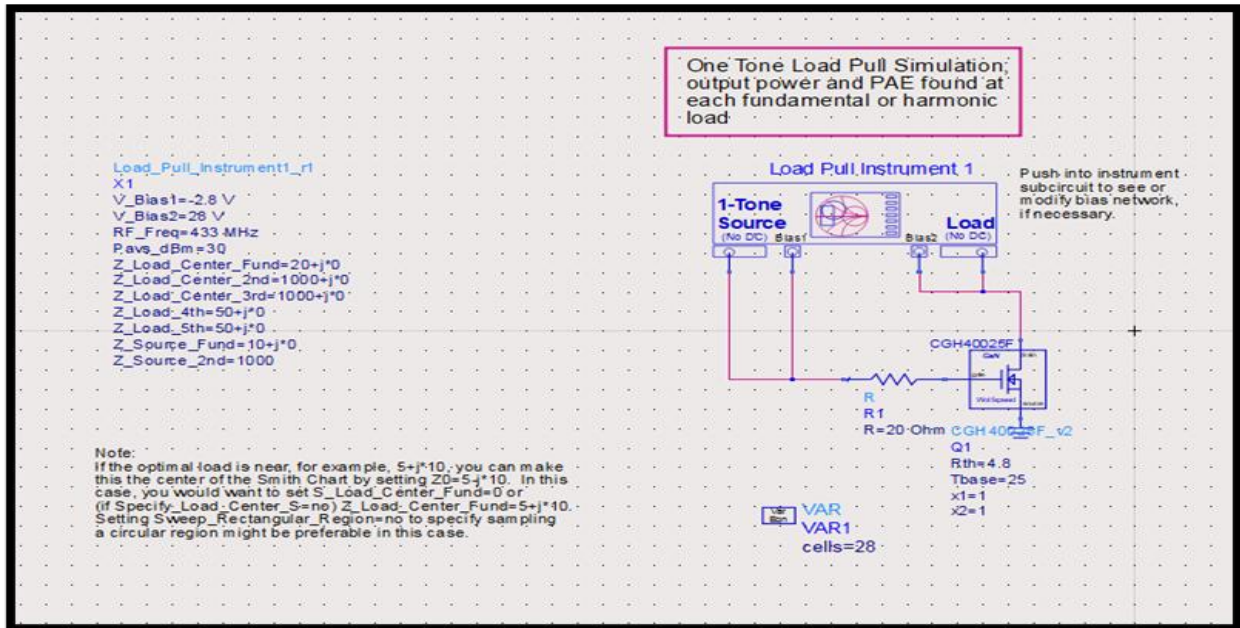 One Tone Load Pull Simulation;
output power and PAE found at
each fundamental or harmonic
load
Load_Pull_Instrument1_r1
X1
V_Bias1=-2.8 V
V_Bias2=28 V
RF_Freq=433 MHz
Pavs_dBm=30
Z_Load_Center_Fund=20+j*0
Z_Load_Center_2nd=1000+j*0
Z_Load_Center_3rd=1000+j*0
Z_Load_4th=50+j*0
Z_Load_5th=50+j*0
Z_Source_Fund=10+j*0
Z_Source_2nd=1000
Load Pull Instrument 1
1-Tone
Source
(No DC)
Bias1
Bias2
Load
(No DC)
Push into instrument
subcircuit to see or
modify bias network,
if necessary.
CGH40025F
GaN
R
R1
R=20 Ohm
CGH40025F_v2
Q1
Rth=4.8
Tbase=25
x1=1
x2=1
Note:
If the optimal load is near, for example, 5+j*10, you can make
this the center of the Smith Chart by setting Z0=5-j*10. In this
case, you would want to set S_Load_Center_Fund=0 or
(if Specify_Load_Center_S=no) Z_Load_Center_Fund=5+j*10.
Setting Sweep_Rectangular_Region=no to specify sampling
a circular region might be preferable in this case.
Var
Eqn
VAR
VAR1
cells=28